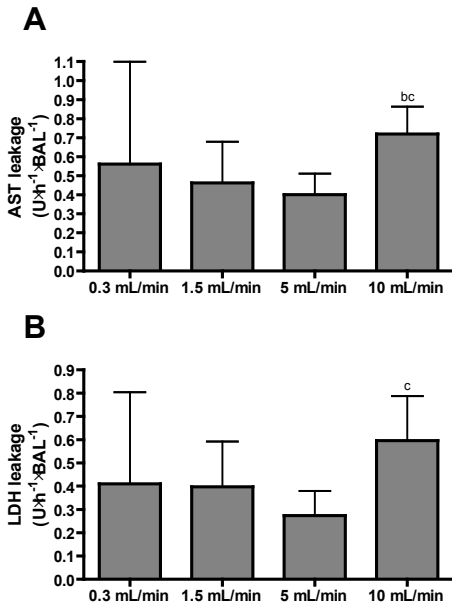 A
AST leakage
(U×h⁻¹×BAL⁻¹)
1.1
1.0
0.9
0.8
0.7
0.6
0.5
0.4
0.3
0.2
0.1
0.0
bc
0.3 mL/min 1.5 mL/min 5 mL/min 10 mL/min
B
LDH leakage
(U×h⁻¹×BAL⁻¹)
0.9
0.8
0.7
0.6
0.5
0.4
0.3
0.2
0.1
0.0
c
0.3 mL/min 1.5 mL/min 5 mL/min 10 mL/min